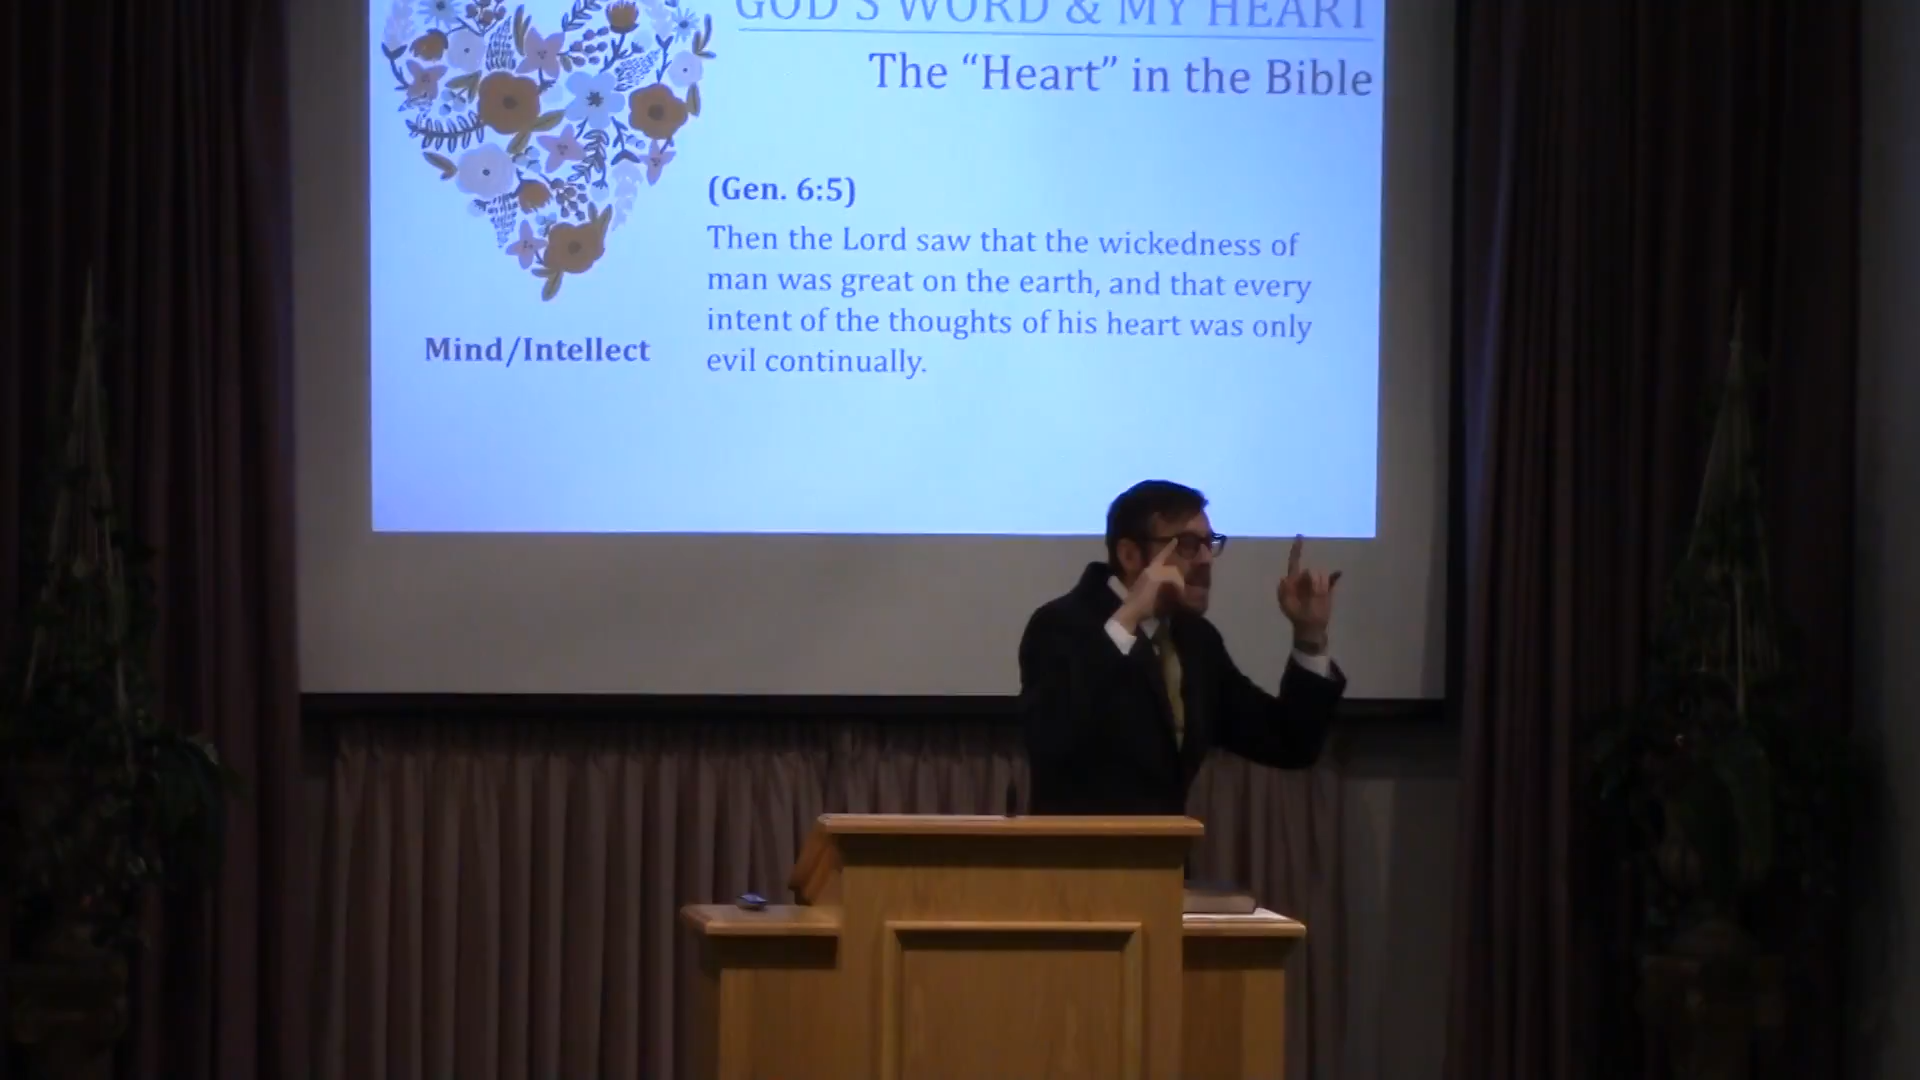 GOD'S WORD & MY HEART
The “Heart” in the Bible
(Gen. 6:5)
Then the Lord saw that the wickedness of
man was great on the earth, and that every
intent of the thoughts of his heart was only
evil continually.
Mind/Intellect